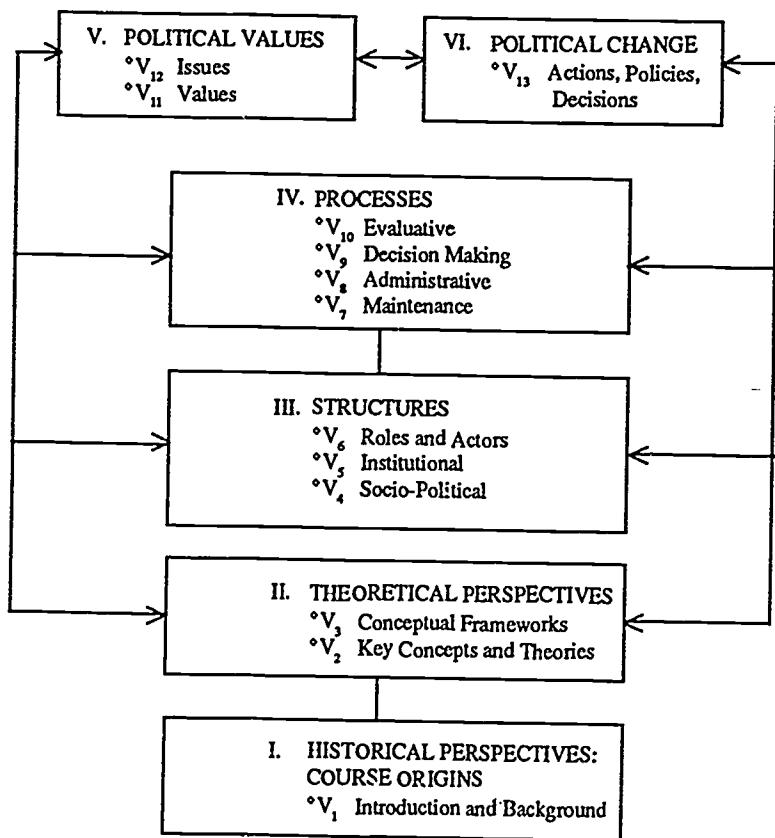 V. POLITICAL VALUES
°V₁₂ Issues
°V₁₁ Values
VI. POLITICAL CHANGE
°V₁₃ Actions, Policies,
Decisions
IV. PROCESSES
°V₁₀ Evaluative
°V₉ Decision Making
°V₈ Administrative
°V₇ Maintenance
III. STRUCTURES
°V₆ Roles and Actors
°V₅ Institutional
°V₄ Socio-Political
II. THEORETICAL PERSPECTIVES
°V₃ Conceptual Frameworks
°V₂ Key Concepts and Theories
I. HISTORICAL PERSPECTIVES:
COURSE ORIGINS
°V₁ Introduction and Background